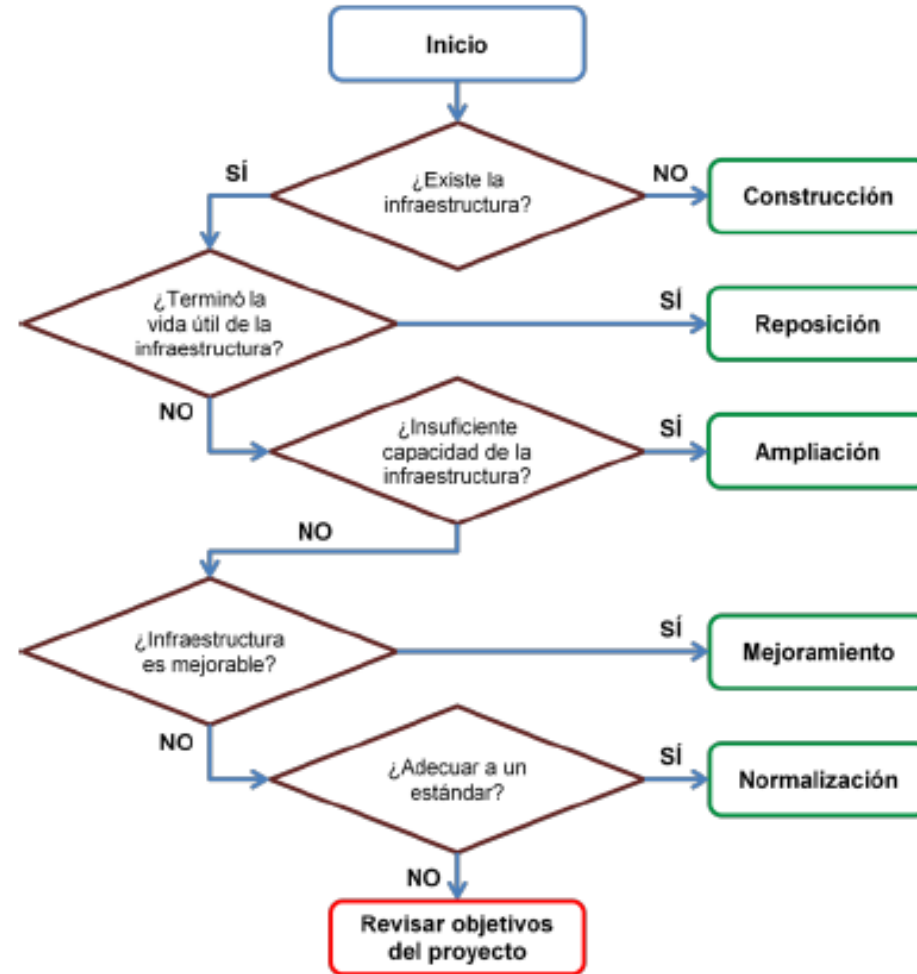 Inicio
¿Existe la
infraestructura?
SÍ
NO
Construcción
¿Terminó la
vida útil de la
infraestructura?
SÍ
Reposición
NO
¿Insuficiente
capacidad de la
infraestructura?
SÍ
Ampliación
NO
¿Infraestructura
es mejorable?
SÍ
Mejoramiento
NO
¿Adecuar a un
estándar?
SÍ
Normalización
NO
Revisar objetivos
del proyecto